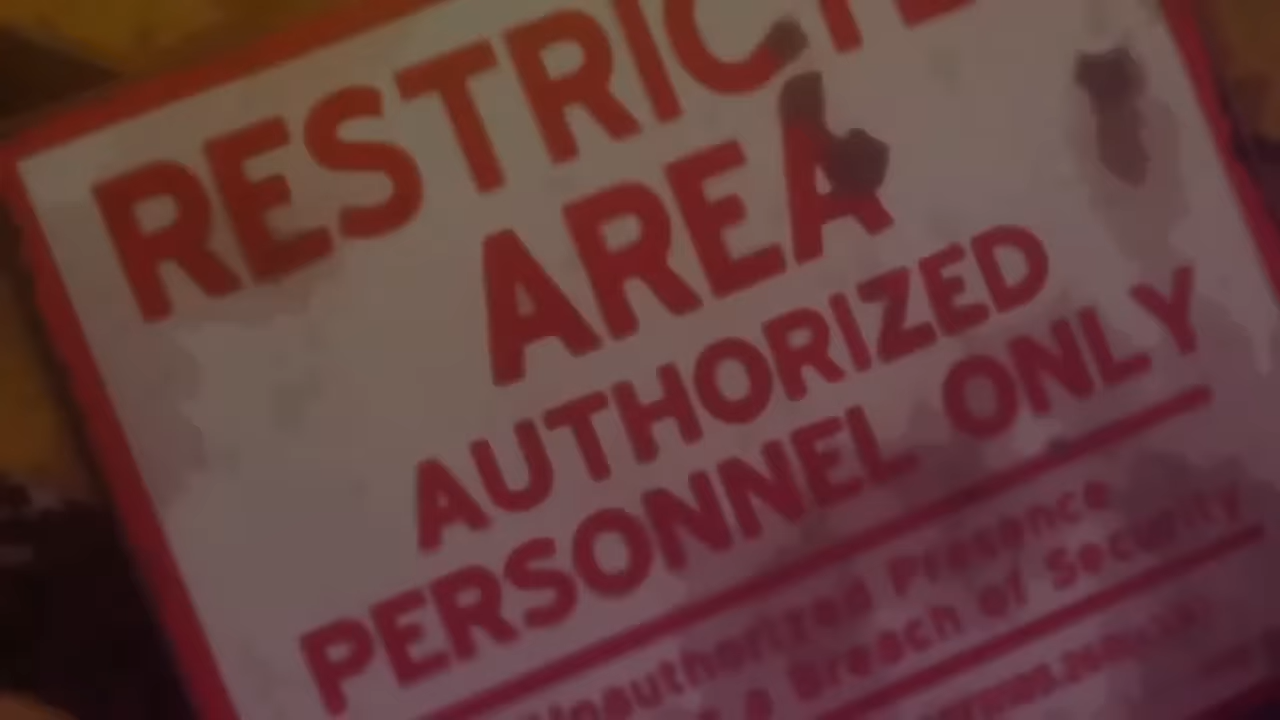 RESTRICTE
AREA
AUTHORIZED
PERSONNEL ONLY
Unauthorized Presence
a Breach of Security